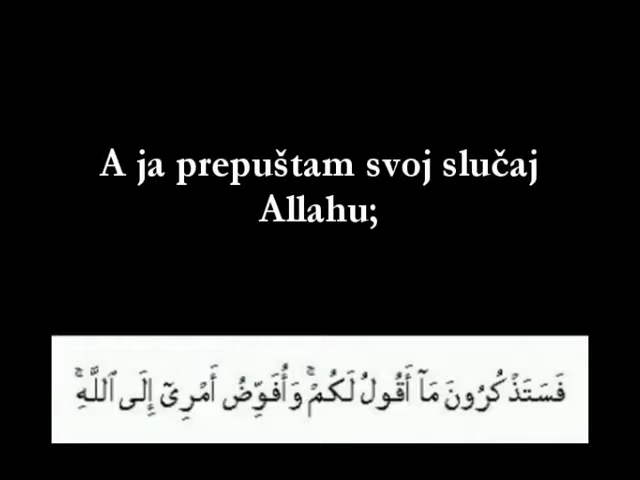 A ja prepuštam svoj slučaj
Allahu;
فَسَتَذْكُرُونَ مَآ أَقُولُ لَكُمْ ۚ وَأُفَوِّضُ أَمْرِىٓ إِلَى ٱللَّهِ ۚ